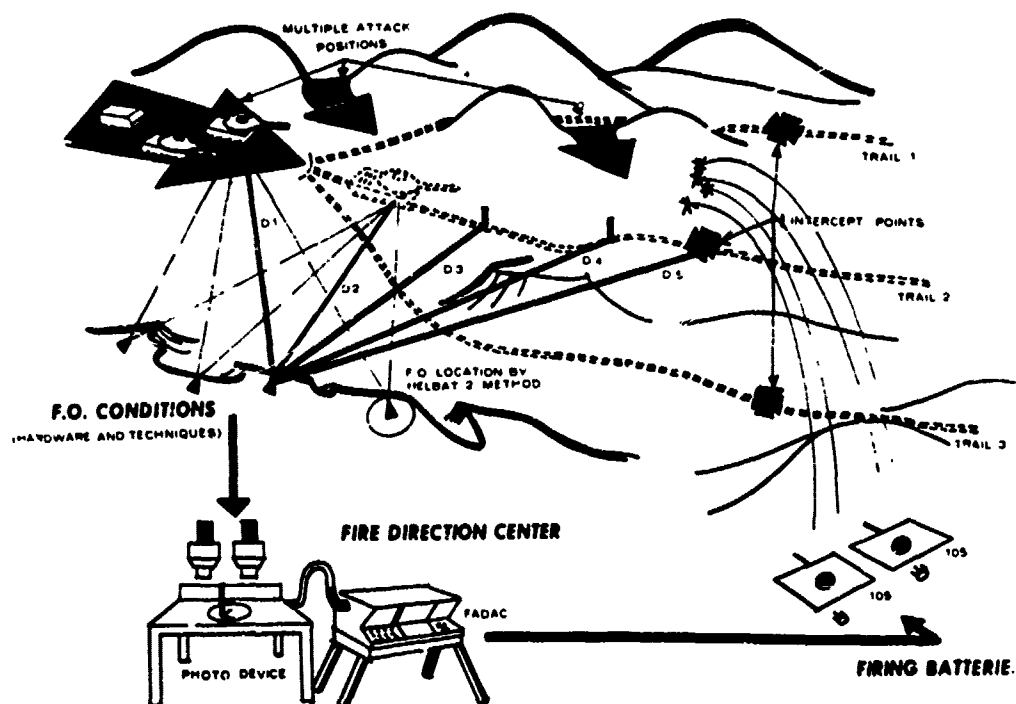 MULTIPLE ATTACK
POSITIONS
TRAIL 1
INTERCEPT POINTS
D1
D2
D3
D4
D5
TRAIL 2
F.O. LOCATION BY
HELBAT 2 METHOD
F.O. CONDITIONS
(HARDWARE AND TECHNIQUES)
TRAIL 3
FIRE DIRECTION CENTER
105
105
FADAC
PHOTO DEVICE
FIRING BATTERIE.